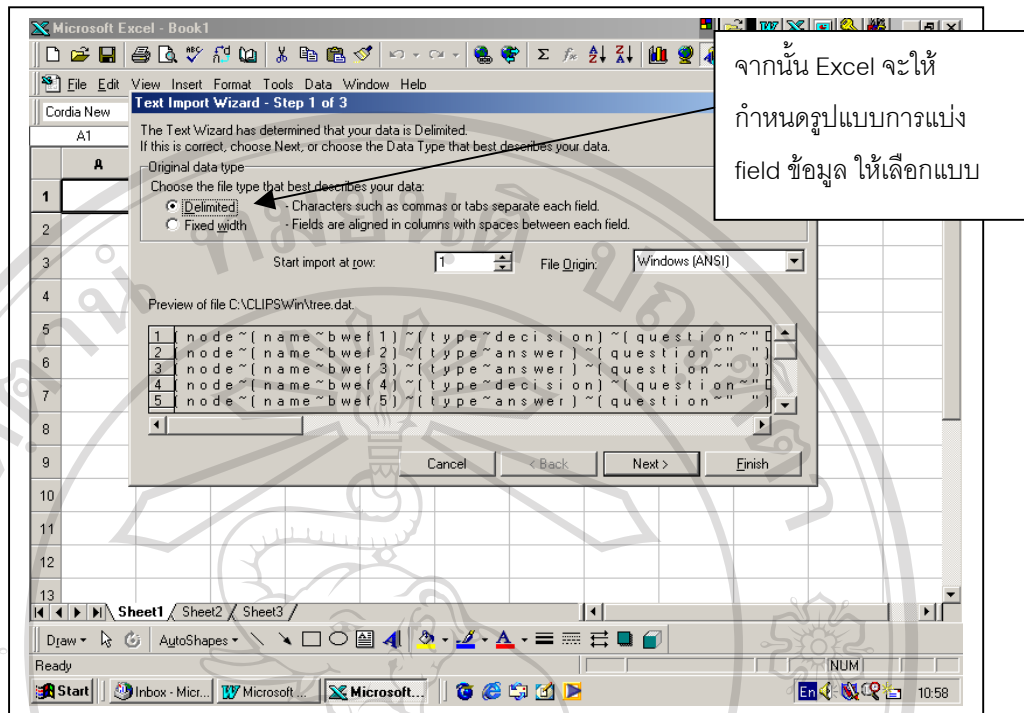 Microsoft Excel - Book1
File Edit View Insert Format Tools Data Window Help
Cordia New
A1
จากนั้น Excel จะให้
กำหนดรูปแบบการแบ่ง
field ข้อมูล ให้เลือกแบบ
Text Import Wizard - Step 1 of 3
The Text Wizard has determined that your data is Delimited.
If this is correct, choose Next, or choose the Data Type that best describes your data.
Original data type
Choose the file type that best describes your data:
Delimited - Characters such as commas or tabs separate each field.
Fixed width - Fields are aligned in columns with spaces between each field.
Start import at row: 1 File Origin: Windows (ANSI)
Preview of file C:\CLIPSWin\tree.dat.
1 (node~(name~bwef1)~(type~decision)~(question~"
2 (node~(name~bwef2)~(type~answer)~(question~" ")
3 (node~(name~bwef3)~(type~answer)~(question~" ")
4 (node~(name~bwef4)~(type~decision)~(question~"
5 (node~(name~bwef5)~(type~answer)~(question~" ")
Cancel < Back Next > Finish
A
1
2
3
4
5
6
7
8
9
10
11
12
13
Sheet1 Sheet2 Sheet3
Draw AutoShapes
Ready NUM
Start Inbox - Micr... Microsoft ... Microsoft... En 10:58